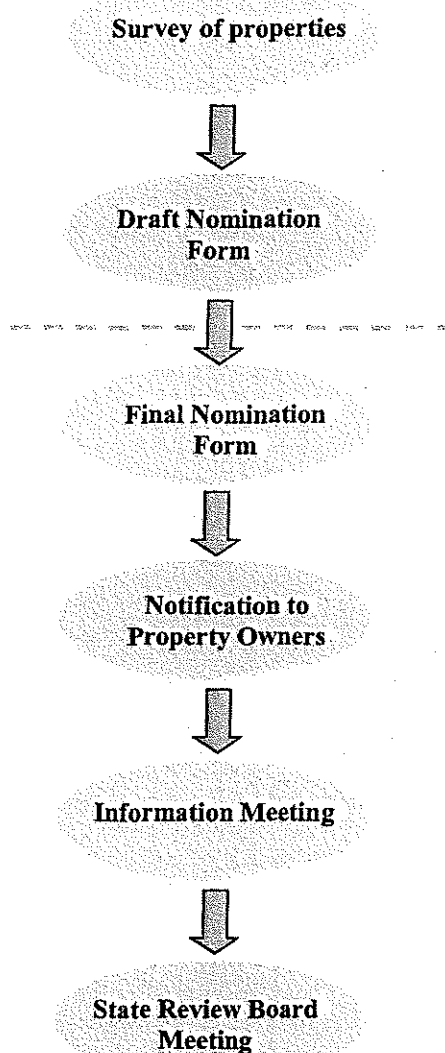 Survey of properties
Draft Nomination
Form
Final Nomination
Form
Notification to
Property Owners
Information Meeting
State Review Board
Meeting